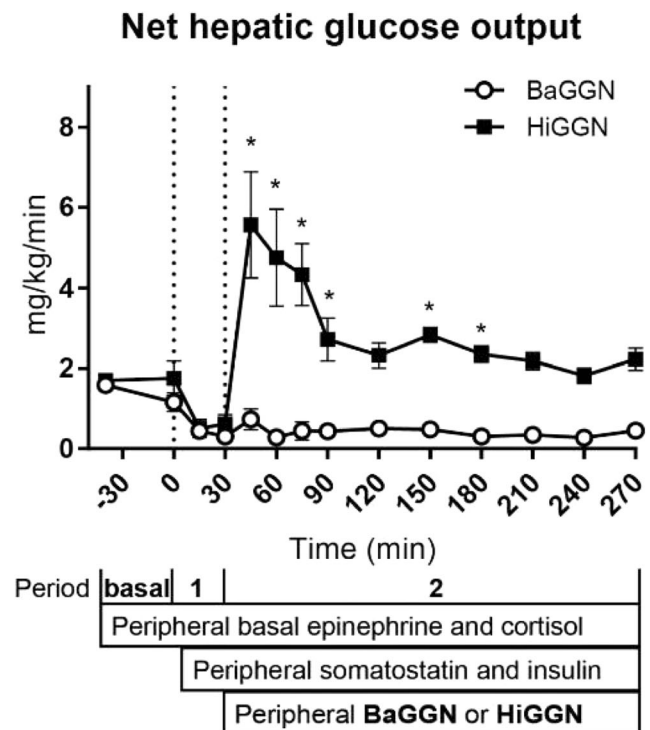 Net hepatic glucose output
BaGGN
HiGGN
mg/kg/min
8
6
4
2
0
* * * * * *
-30 0 30 60 90 120 150 180 210 240 270
Time (min)
Period basal 1 2
Peripheral basal epinephrine and cortisol
Peripheral somatostatin and insulin
Peripheral BaGGN or HiGGN